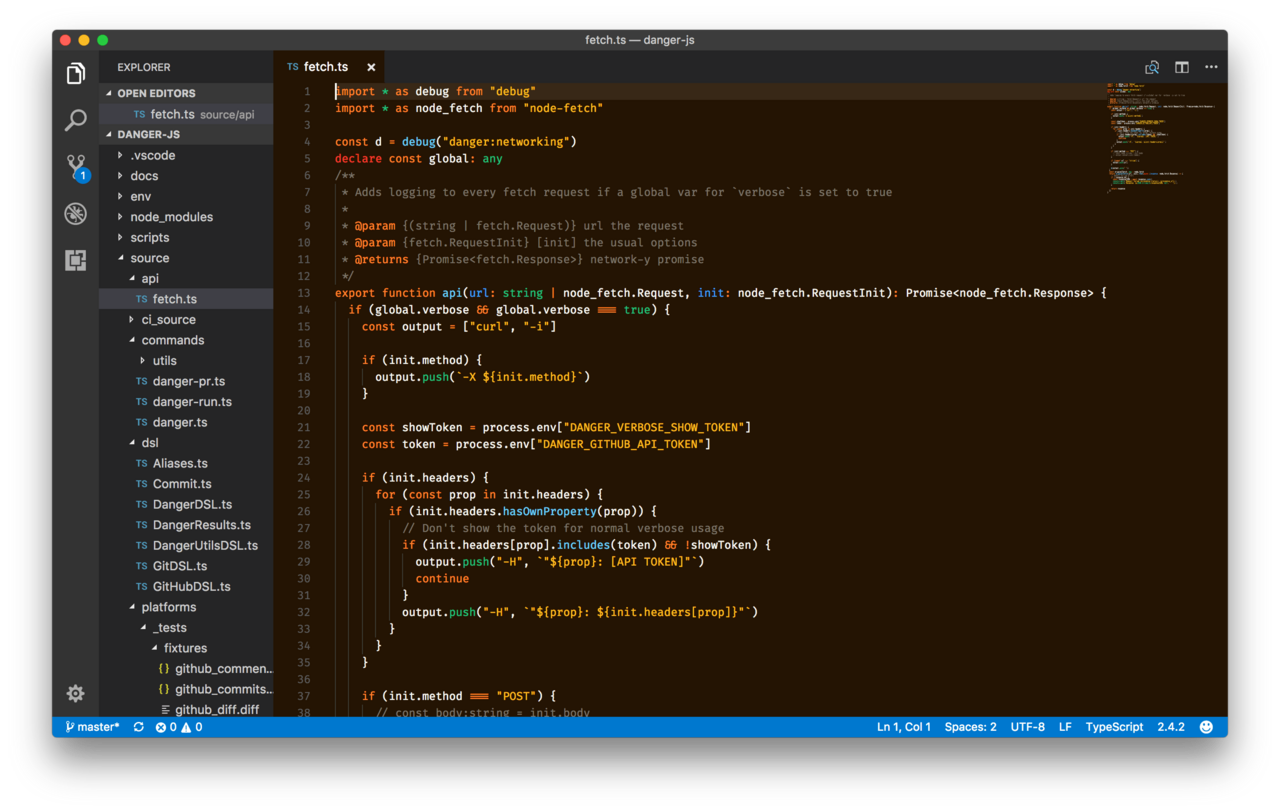 fetch.ts — danger-js
EXPLORER
OPEN EDITORS
TS fetch.ts source/api
DANGER-JS
.vscode
docs
env
node_modules
scripts
source
api
TS fetch.ts
ci_source
commands
utils
TS danger-pr.ts
TS danger-run.ts
TS danger.ts
dsl
TS Aliases.ts
TS Commit.ts
TS DangerDSL.ts
TS DangerResults.ts
TS DangerUtilsDSL.ts
TS GitDSL.ts
TS GitHubDSL.ts
platforms
_tests
fixtures
{} github_commen...
{} github_commits...
github_diff.diff
1
TS fetch.ts ×
1 import * as debug from "debug"
2 import * as node_fetch from "node-fetch"
3
4 const d = debug("danger:networking")
5 declare const global: any
6 /**
7 * Adds logging to every fetch request if a global var for `verbose` is set to true
8 *
9 * @param {(string | fetch.Request)} url the request
10 * @param {fetch.RequestInit} [init] the usual options
11 * @returns {Promise<fetch.Response>} network-y promise
12 */
13 export function api(url: string | node_fetch.Request, init: node_fetch.RequestInit): Promise<node_fetch.Response> {
14 if (global.verbose && global.verbose === true) {
15 const output = ["curl", "-i"]
16
17 if (init.method) {
18 output.push(`-X ${init.method}`)
19 }
20
21 const showToken = process.env["DANGER_VERBOSE_SHOW_TOKEN"]
22 const token = process.env["DANGER_GITHUB_API_TOKEN"]
23
24 if (init.headers) {
25 for (const prop in init.headers) {
26 if (init.headers.hasOwnProperty(prop)) {
27 // Don't show the token for normal verbose usage
28 if (init.headers[prop].includes(token) && !showToken) {
29 output.push("-H", `"${prop}: [API TOKEN]"`)
30 continue
31 }
32 output.push("-H", `"${prop}: ${init.headers[prop]}"`)
33 }
34 }
35 }
36
37 if (init.method === "POST") {
38 // const body:string = init.body
master* 0 0 Ln 1, Col 1 Spaces: 2 UTF-8 LF TypeScript 2.4.2